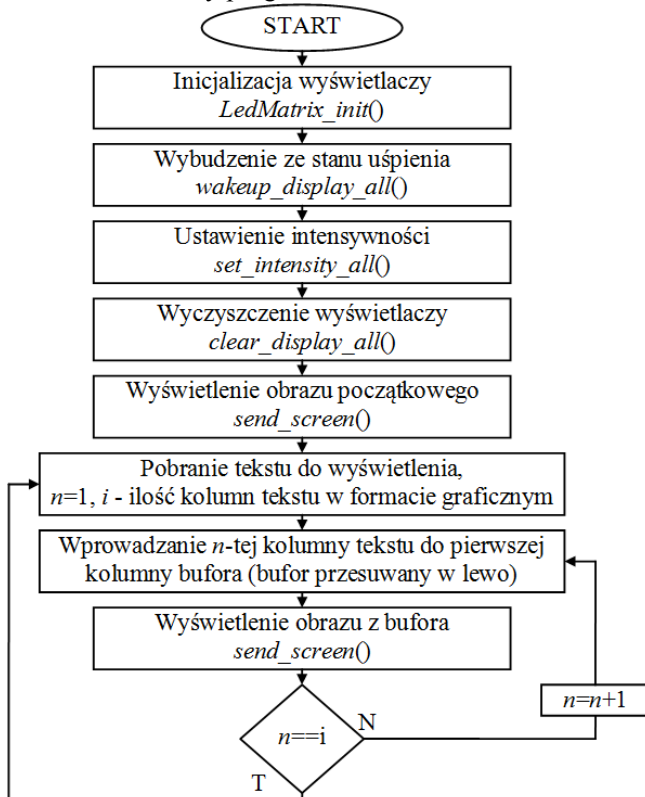 START
Inicjalizacja wyświetlaczy
LedMatrix_init()
Wybudzenie ze stanu uśpienia
wakeup_display_all()
Ustawienie intensywności
set_intensity_all()
Wyczyszczenie wyświetlaczy
clear_display_all()
Wyświetlenie obrazu początkowego
send_screen()
Pobranie tekstu do wyświetlenia,
n=1, i - ilość kolumn tekstu w formacie graficznym
Wprowadzanie n-tej kolumny tekstu do pierwszej
kolumny bufora (bufor przesuwany w lewo)
Wyświetlenie obrazu z bufora
send_screen()
n=n+1
n==i
N
T